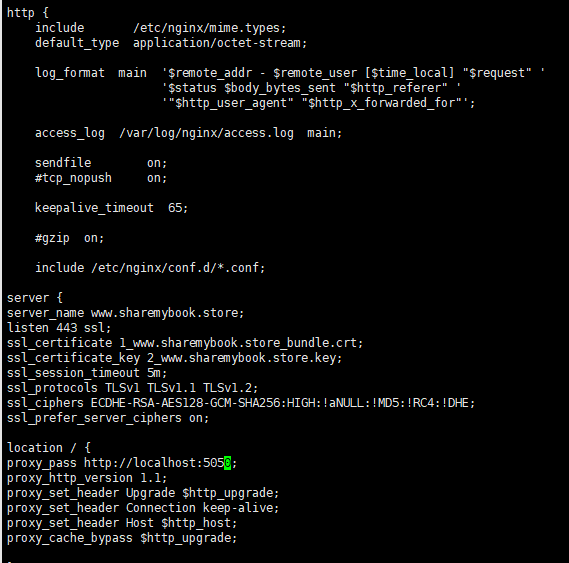 http {
    include       /etc/nginx/mime.types;
    default_type  application/octet-stream;
    log_format  main  '$remote_addr - $remote_user [$time_local] "$request" '
                      '$status $body_bytes_sent "$http_referer" '
                      '"$http_user_agent" "$http_x_forwarded_for"';
    access_log  /var/log/nginx/access.log  main;
    sendfile        on;
    #tcp_nopush     on;
    keepalive_timeout  65;
    #gzip  on;
    include /etc/nginx/conf.d/*.conf;
server {
server_name www.sharemybook.store;
listen 443 ssl;
ssl_certificate 1_www.sharemybook.store_bundle.crt;
ssl_certificate_key 2_www.sharemybook.store.key;
ssl_session_timeout 5m;
ssl_protocols TLSv1 TLSv1.1 TLSv1.2;
ssl_ciphers ECDHE-RSA-AES128-GCM-SHA256:HIGH:!aNULL:!MD5:!RC4:!DHE;
ssl_prefer_server_ciphers on;
location / {
proxy_pass http://localhost:5050;
proxy_http_version 1.1;
proxy_set_header Upgrade $http_upgrade;
proxy_set_header Connection keep-alive;
proxy_set_header Host $http_host;
proxy_cache_bypass $http_upgrade;